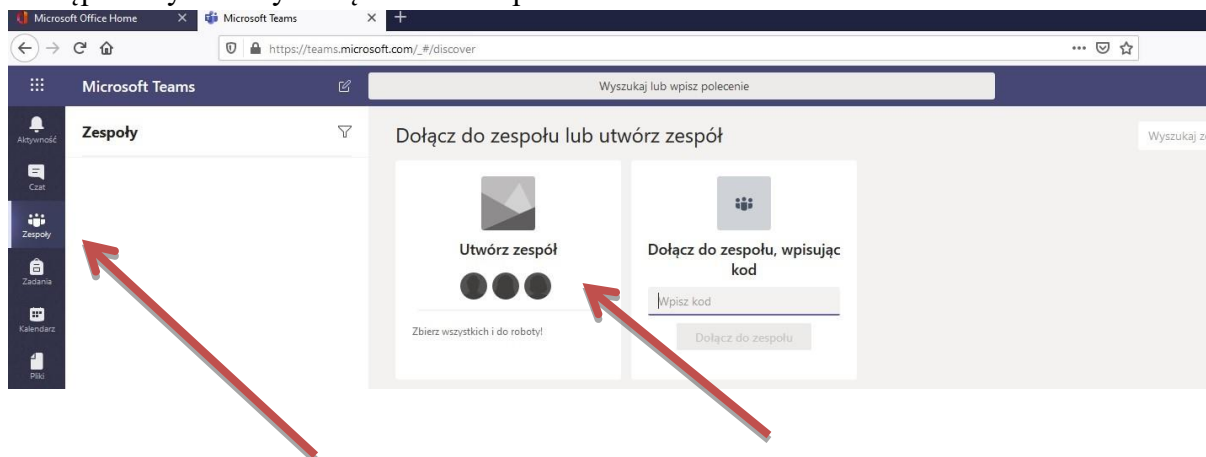 Microsoft Office Home
Microsoft Teams
https://teams.microsoft.com/_#/discover
Microsoft Teams
Wyszukaj lub wpisz polecenie
Aktywność
Czat
Zespoły
Zadania
Kalendarz
Pliki
Zespoły
Dołącz do zespołu lub utwórz zespół
Wyszukaj
Utwórz zespół
Zbierz wszystkich i do roboty!
Dołącz do zespołu, wpisując
kod
Wpisz kod
Dołącz do zespołu